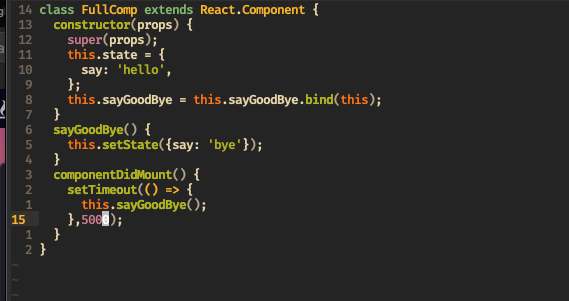 14 class FullComp extends React.Component {
13   constructor(props) {
12     super(props);
11     this.state = {
10       say: 'hello',
9     };
8     this.sayGoodBye = this.sayGoodBye.bind(this);
7   }
6   sayGoodBye() {
5     this.setState({say: 'bye'});
4   }
3   componentDidMount() {
2     setTimeout(() => {
1       this.sayGoodBye();
15     },5000);
1   }
2 }
~
~
~